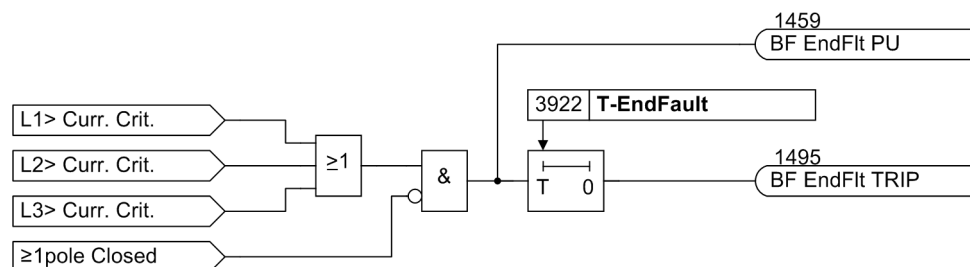 1459
BF EndFlt PU
3922 T-EndFault
L1> Curr. Crit.
L2> Curr. Crit.
≥1
&
T 0
1495
BF EndFlt TRIP
L3> Curr. Crit.
≥1pole Closed